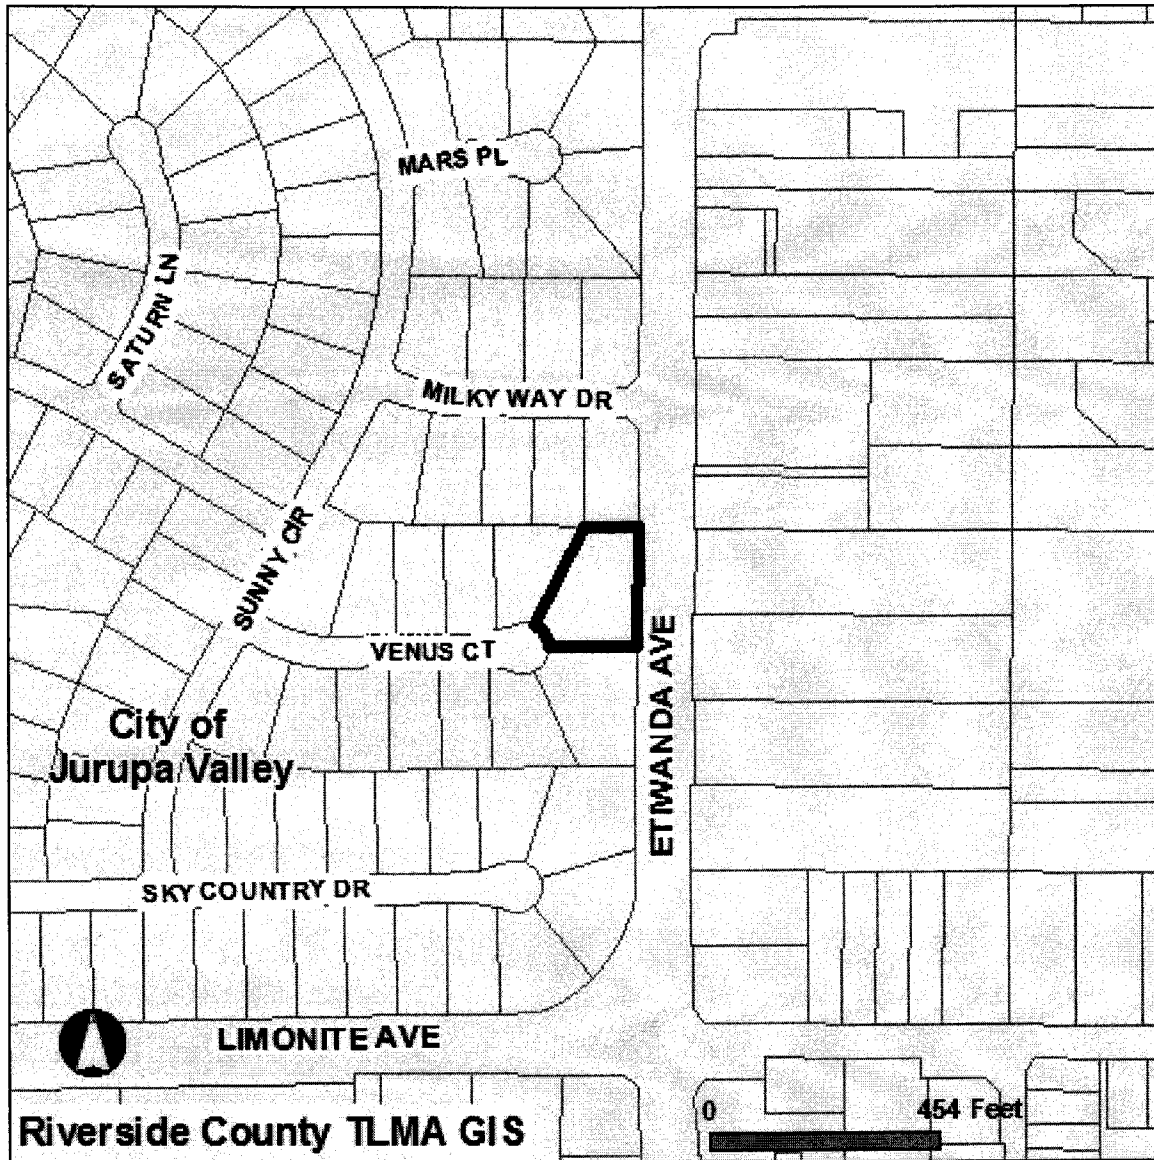 MARS PL
SATURN LN
MILKY WAY DR
SUNNY CIR
VENUS CT
ETIWANDA AVE
City of
Jurupa Valley
SKY COUNTRY DR
LIMONITE AVE
0
454 Feet
Riverside County TLMA GIS